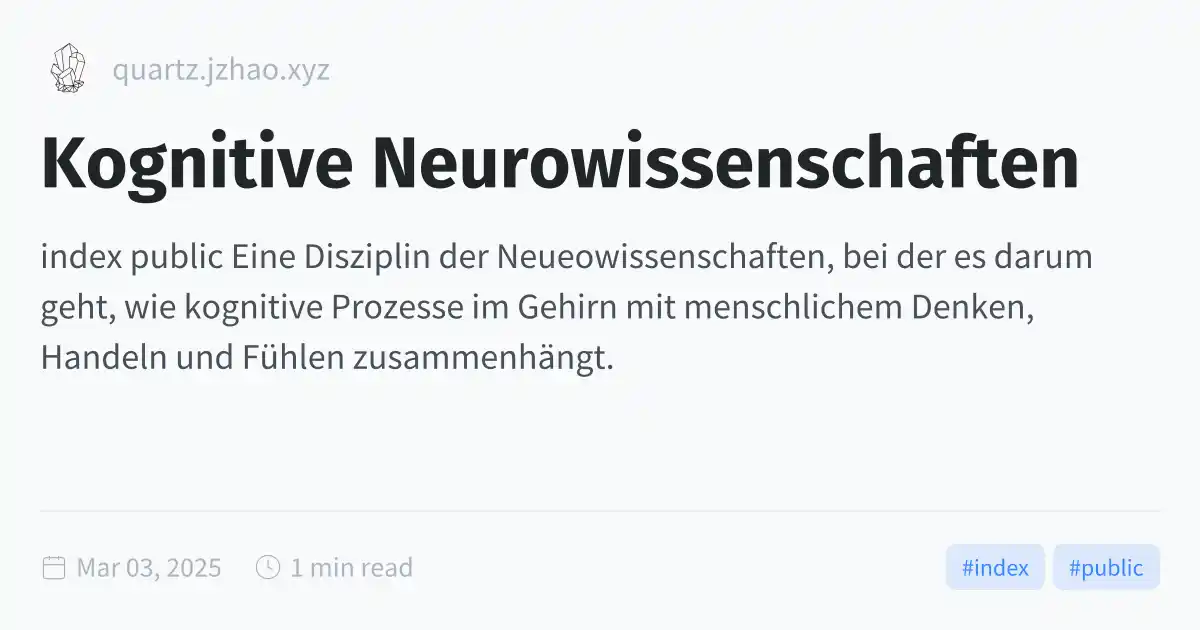 quartz.jzhao.xyz
Kognitive Neurowissenschaften
index public Eine Disziplin der Neueowissenschaften, bei der es darum
geht, wie kognitive Prozesse im Gehirn mit menschlichem Denken,
Handeln und Fühlen zusammenhängt.
Mar 03, 2025 1 min read #index #public